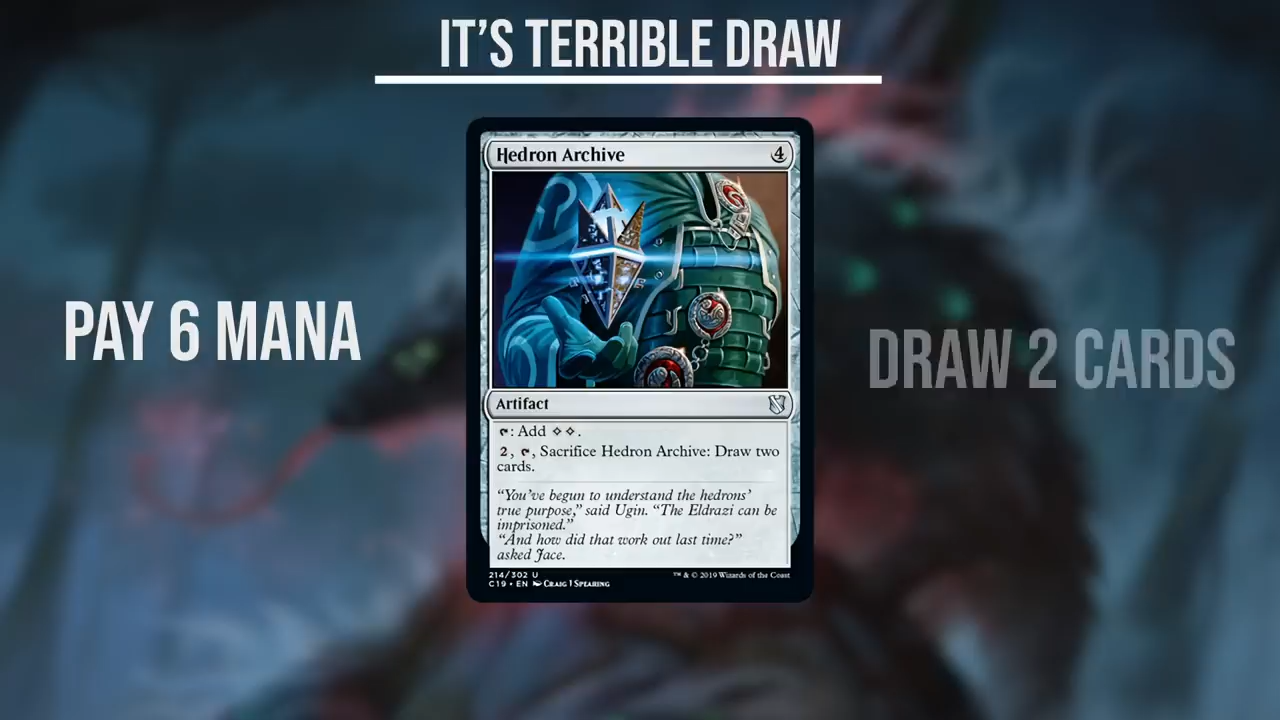 IT'S TERRIBLE DRAW
Hedron Archive 4
PAY 6 MANA
DRAW 2 CARDS
Artifact
: Add
2, , Sacrifice Hedron Archive: Draw two
cards.
"You've begun to understand the hedrons'
true purpose," said Ugin. "The Eldrazi can be
imprisoned."
"And how did that work out last time?"
asked Jace.
214/302 U
C19 • EN Craig J Spearing
™ & © 2019 Wizards of the Coast